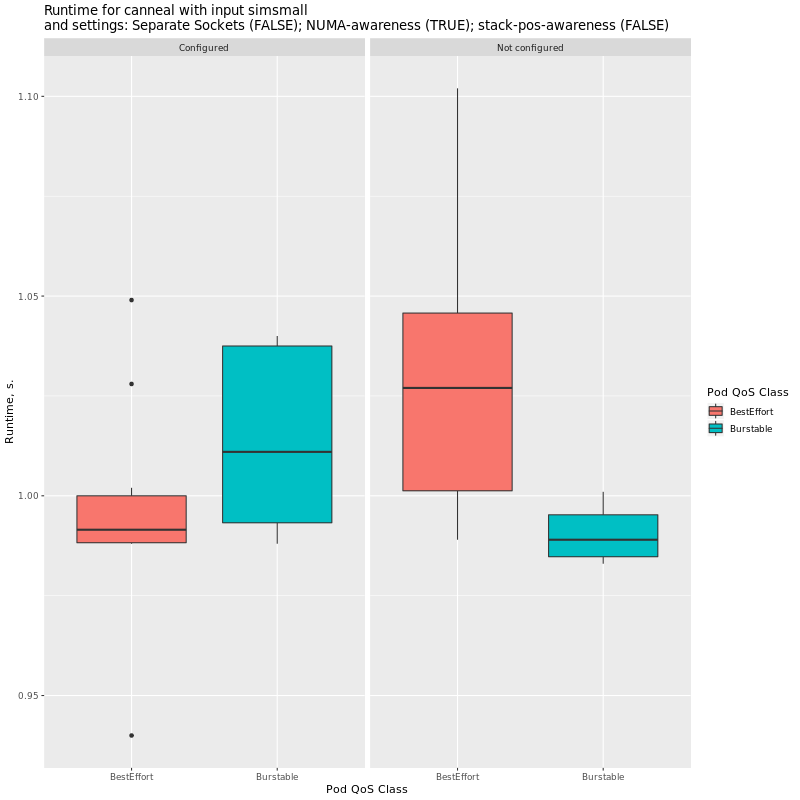 Runtime for canneal with input simsmall
and settings: Separate Sockets (FALSE); NUMA-awareness (TRUE); stack-pos-awareness (FALSE)
Configured
Not configured
1.10
1.05
1.00
0.95
Runtime, s.
BestEffort
Burstable
BestEffort
Burstable
Pod QoS Class
Pod QoS Class
BestEffort
Burstable